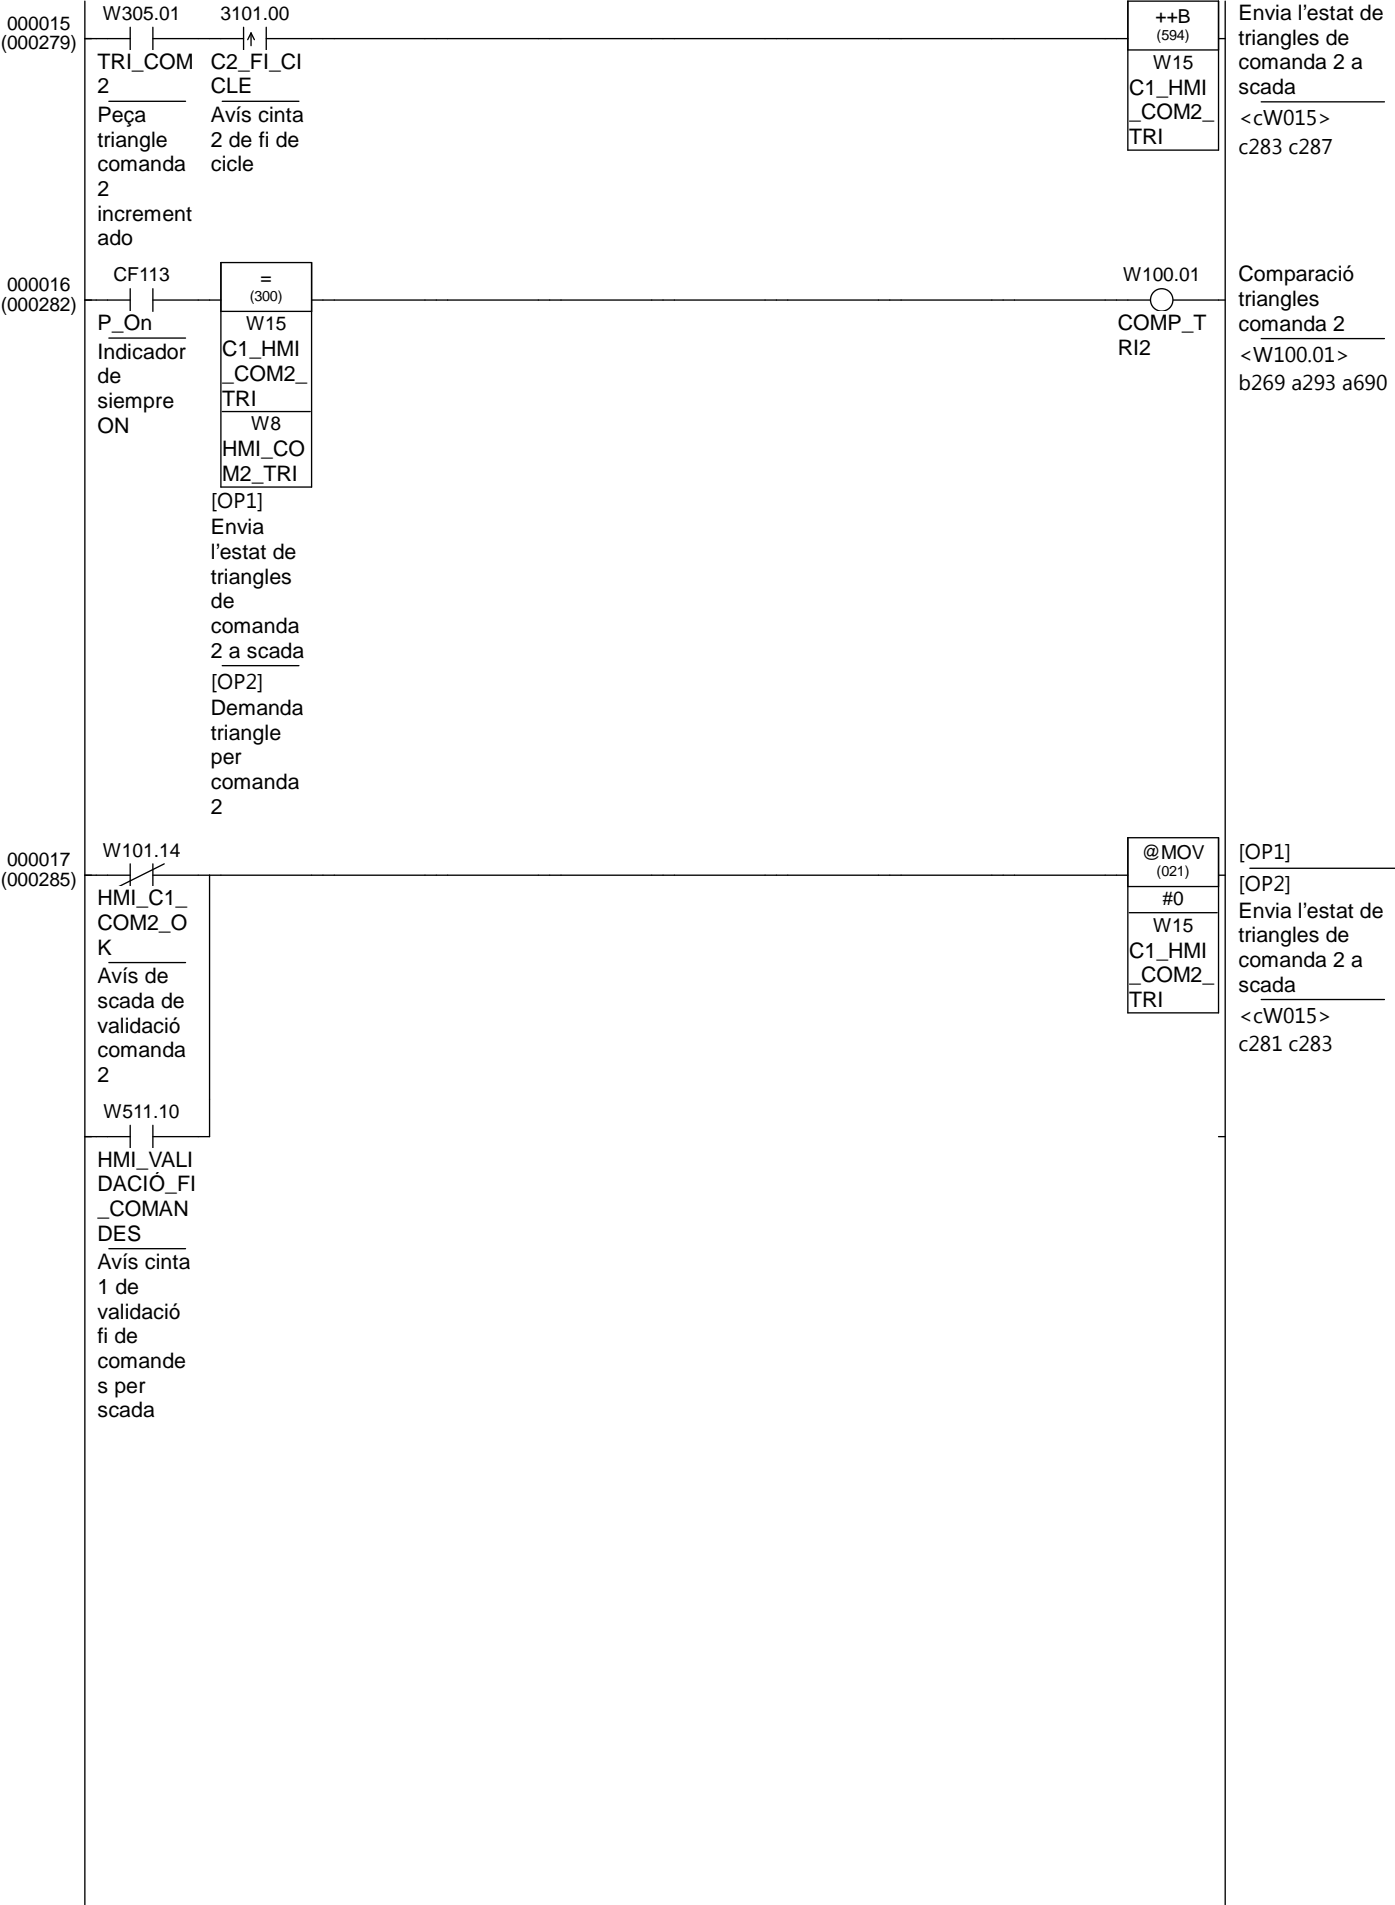 000015
(000279)
W305.01
TRI_COM
2
Peça
triangle
comanda
2
increment
ado
3101.00
C2_FI_CI
CLE
Avís cinta
2 de fi de
cicle
++B
(594)
W15
C1_HMI
_COM2_
TRI
Envia l'estat de
triangles de
comanda 2 a
scada
<cW015>
c283 c287
000016
(000282)
CF113
P_On
Indicador
de
siempre
ON
=
(300)
W15
C1_HMI
_COM2_
TRI
W8
HMI_CO
M2_TRI
[OP1]
Envia
l'estat de
triangles
de
comanda
2 a scada
[OP2]
Demanda
triangle
per
comanda
2
W100.01
COMP_T
RI2
Comparació
triangles
comanda 2
<W100.01>
b269 a293 a690
000017
(000285)
W101.14
HMI_C1_
COM2_O
K
Avís de
scada de
validació
comanda
2
W511.10
HMI_VALI
DACIÓ_FI
_COMAN
DES
Avís cinta
1 de
validació
fi de
comande
s per
scada
@MOV
(021)
#0
W15
C1_HMI
_COM2_
TRI
[OP1]
[OP2]
Envia l'estat de
triangles de
comanda 2 a
scada
<cW015>
c281 c283